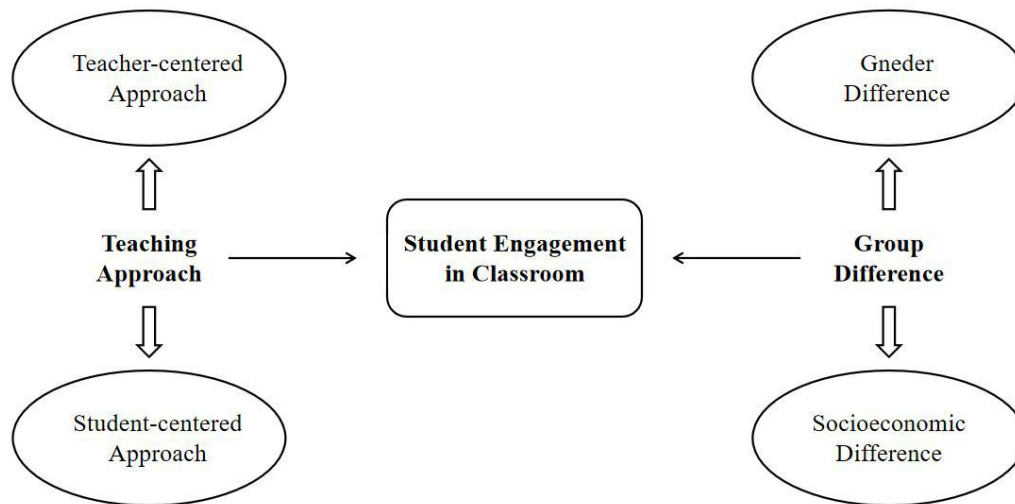 Teacher-centered
Approach
Gneder
Difference
Teaching
Approach
Student Engagement
in Classroom
Group
Difference
Student-centered
Approach
Socioeconomic
Difference